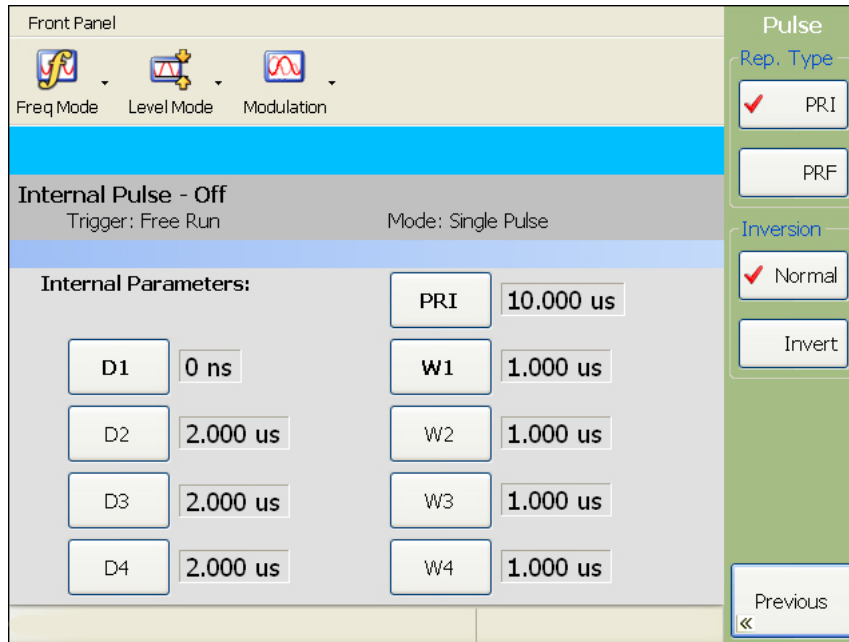 Front Panel
Freq Mode Level Mode Modulation
Internal Pulse - Off
Trigger: Free Run Mode: Single Pulse
Internal Parameters:
PRI 10.000 us
D1 0 ns W1 1.000 us
D2 2.000 us W2 1.000 us
D3 2.000 us W3 1.000 us
D4 2.000 us W4 1.000 us
Pulse
Rep. Type
PRI
PRF
Inversion
Normal
Invert
Previous